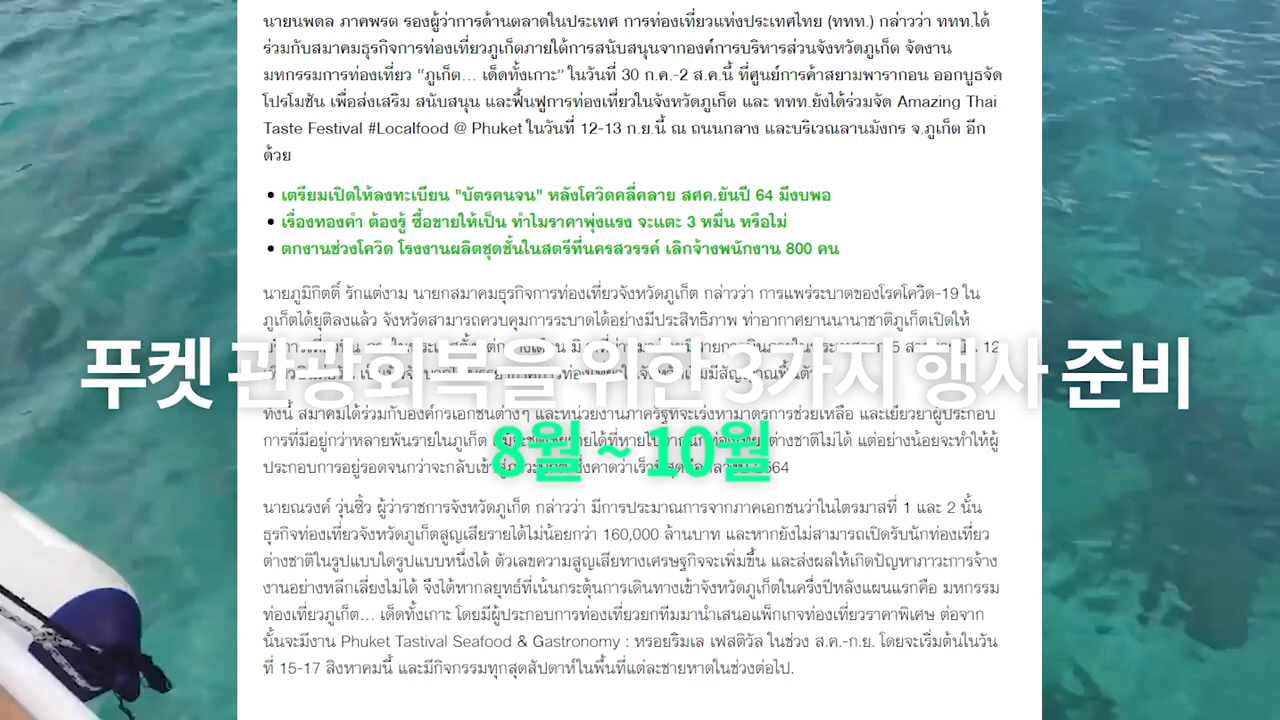 นายนพดล ภาคพรต รองผู้ว่าการด้านตลาดในประเทศ การท่องเที่ยวแห่งประเทศไทย (ททท.) กล่าวว่า ททท.ได้
ร่วมกับสมาคมธุรกิจการท่องเที่ยวภูเก็ตภายใต้การสนับสนุนจากองค์การบริหารส่วนจังหวัดภูเก็ต จัดงาน
มหกรรมการท่องเที่ยว “ภูเก็ต… เด็ดทั้งเกาะ” ในวันที่ 30 ก.ค.-2 ส.ค.นี้ ที่ศูนย์การค้าสยามพารากอน ออกบูธจัด
โปรโมชัน เพื่อส่งเสริม สนับสนุน และฟื้นฟูการท่องเที่ยวในจังหวัดภูเก็ต และ ททท.ยังได้ร่วมจัด Amazing Thai
Taste Festival #Localfood @ Phuket ในวันที่ 12-13 ก.ย.นี้ ณ ถนนถลาง และบริเวณลานมังกร จ.ภูเก็ต อีก
ด้วย
• เตรียมเปิดให้ลงทะเบียน "บัตรคนจน" หลังโควิดคลี่คลาย สศค.ยันปี 64 มีงบพอ
• เรื่องทองคำ ต้องรู้ ซื้อขายให้เป็น ทำไมราคาพุ่งแรง จะแตะ 3 หมื่น หรือไม่
• ตกงานช่วงโควิด โรงงานผลิตชุดชั้นในสตรีที่นครสวรรค์ เลิกจ้างพนักงาน 800 คน
นายภูมิกิตติ์ รักแต่งาม นายกสมาคมธุรกิจการท่องเที่ยวจังหวัดภูเก็ต กล่าวว่า การแพร่ระบาดของโรคโควิด-19 ใน
ภูเก็ตได้ยุติลงแล้ว จังหวัดสามารถควบคุมการระบาดได้อย่างมีประสิทธิภาพ ท่าอากาศยานนานาชาติภูเก็ตเปิดให้
푸켓 관광회복을 위한 3가지 행사 준비
ทั้งนี้ สมาคมได้ร่วมกับองค์กรเอกชนต่างๆ และหน่วยงานภาครัฐที่จะเร่งหามาตรการช่วยเหลือ และเยียวยาผู้ประกอบ
การที่มีอยู่กว่าหลายพันรายในภูเก็ต ต่างชาติไม่ได้ แต่อย่างน้อยจะทำให้ผู้
8월 ~ 10월
ประกอบการอยู่รอดจนกว่าจะกลับเข้าสู่ 2564
นายณรงค์ วุ่นซิ้ว ผู้ว่าราชการจังหวัดภูเก็ต กล่าวว่า มีการประมาณการจากภาคเอกชนว่าในไตรมาสที่ 1 และ 2 นั้น
ธุรกิจท่องเที่ยวจังหวัดภูเก็ตสูญเสียรายได้ไม่น้อยกว่า 160,000 ล้านบาท และหากยังไม่สามารถเปิดรับนักท่องเที่ยว
ต่างชาติในรูปแบบใดรูปแบบหนึ่งได้ ตัวเลขความสูญเสียทางเศรษฐกิจจะเพิ่มขึ้น และส่งผลให้เกิดปัญหาภาวะการจ้าง
งานอย่างหลีกเลี่ยงไม่ได้ จึงได้หากลยุทธ์ที่เน้นกระตุ้นการเดินทางเข้าจังหวัดภูเก็ตในครึ่งปีหลังแผนแรกคือ มหกรรม
ท่องเที่ยวภูเก็ต… เด็ดทั้งเกาะ โดยมีผู้ประกอบการท่องเที่ยวยกทีมมานำเสนอแพ็กเกจท่องเที่ยวราคาพิเศษ ต่อจาก
นั้นจะมีงาน Phuket Tastival Seafood & Gastronomy : หรอยริมเล เฟสติวัล ในช่วง ส.ค.-ก.ย. โดยจะเริ่มต้นในวัน
ที่ 15-17 สิงหาคมนี้ และมีกิจกรรมทุกสุดสัปดาห์ในพื้นที่แต่ละชายหาดในช่วงต่อไป.